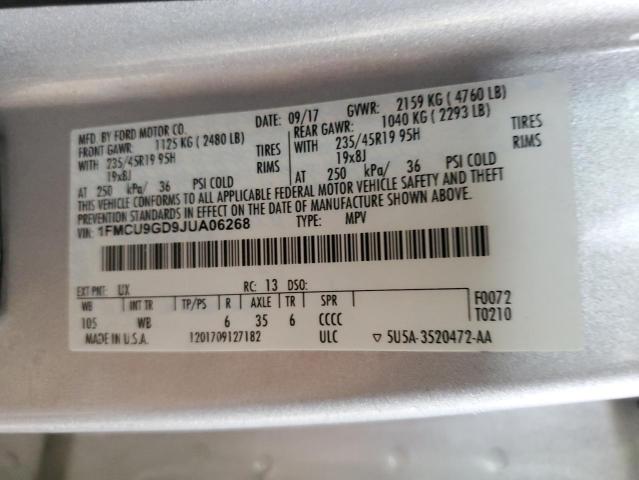 MFD. BY FORD MOTOR CO. DATE: 09/17 GVWR: 2159 KG ( 4760 LB)
FRONT GAWR: 1125 KG ( 2480 LB) REAR GAWR: 1040 KG ( 2293 LB)
WITH 235/45R19 95H TIRES WITH 235/45R19 95H TIRES
19x8J RIMS 19x8J RIMS
AT 250 kPa/ 36 PSI COLD AT 250 kPa/ 36 PSI COLD
THIS VEHICLE CONFORMS TO ALL APPLICABLE FEDERAL MOTOR VEHICLE SAFETY AND THEFT
PREVENTION STANDARDS IN EFFECT ON THE DATE OF MANUFACTURE SHOWN ABOVE.
VIN: 1FMCU9GD9JUA06268 TYPE: MPV
EXT PNT: UX RC: 13 DSO:
WB INT TR TP/PS R AXLE TR SPR F0072
105 WB 6 35 6 CCCC T0210
MADE IN U.S.A. 1201709127182 ULC ▽ 5U5A-3520472-AA